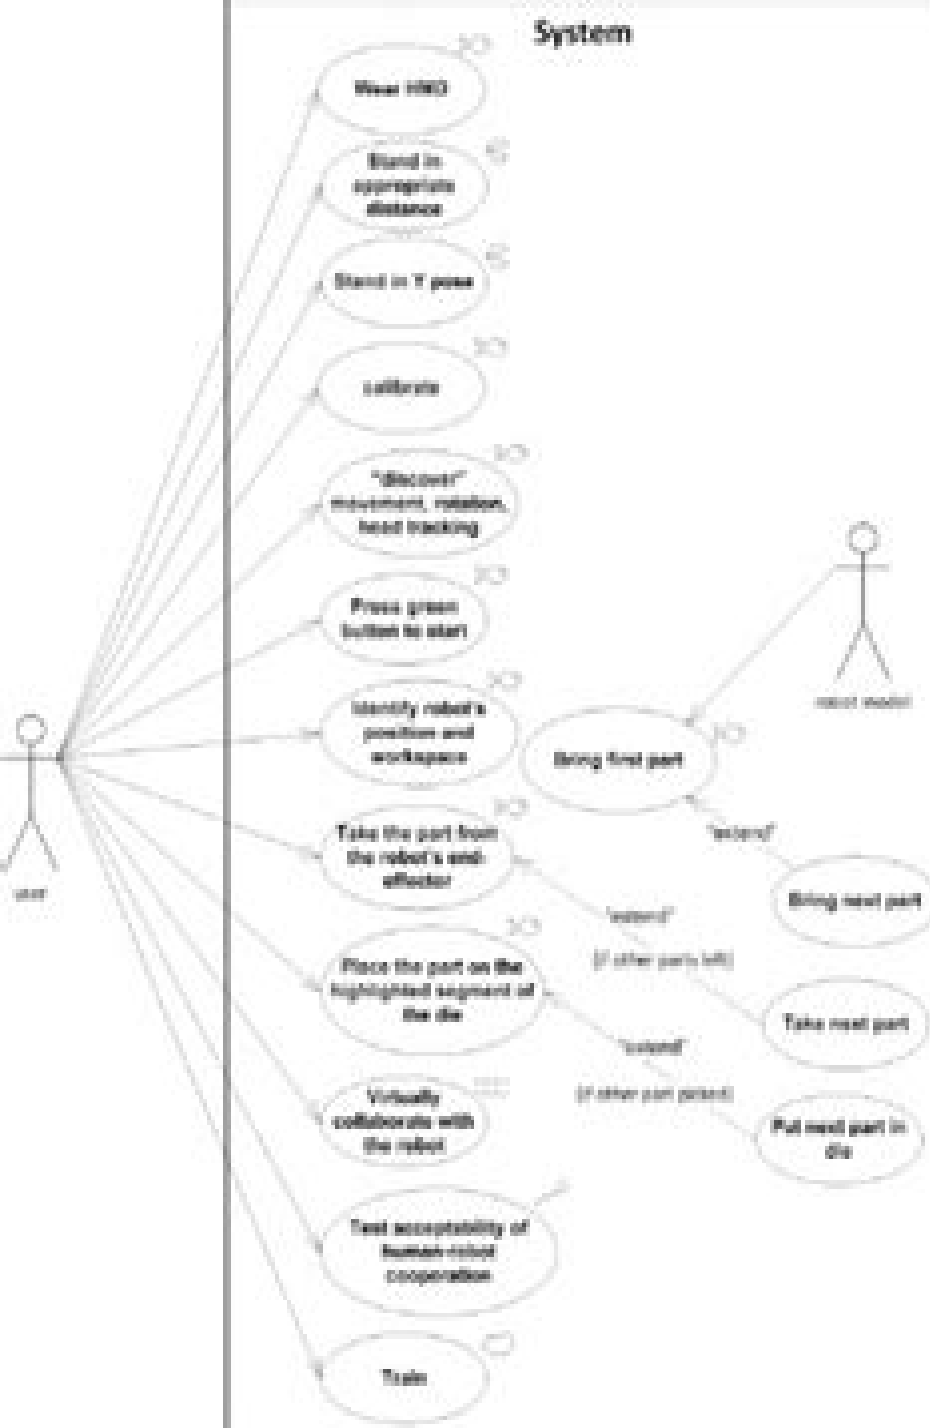 System
Wear HMD
Stand in
appropriate
distance
Stand in Y pose
calibrate
"discover"
movement, rotation,
head tracking
Press green
button to start
Identify robot's
position and
workspace
robot model
Bring first part
user
Take the part from
the robot's end-
effector
"extend"
Bring next part
"extend"
(if other parts left)
Place the part on the
highlighted segment of
the die
Take next part
"extend"
(if other part picked)
Virtually
collaborate with
the robot
Put next part in
die
Test acceptability of
human-robot
cooperation
Train